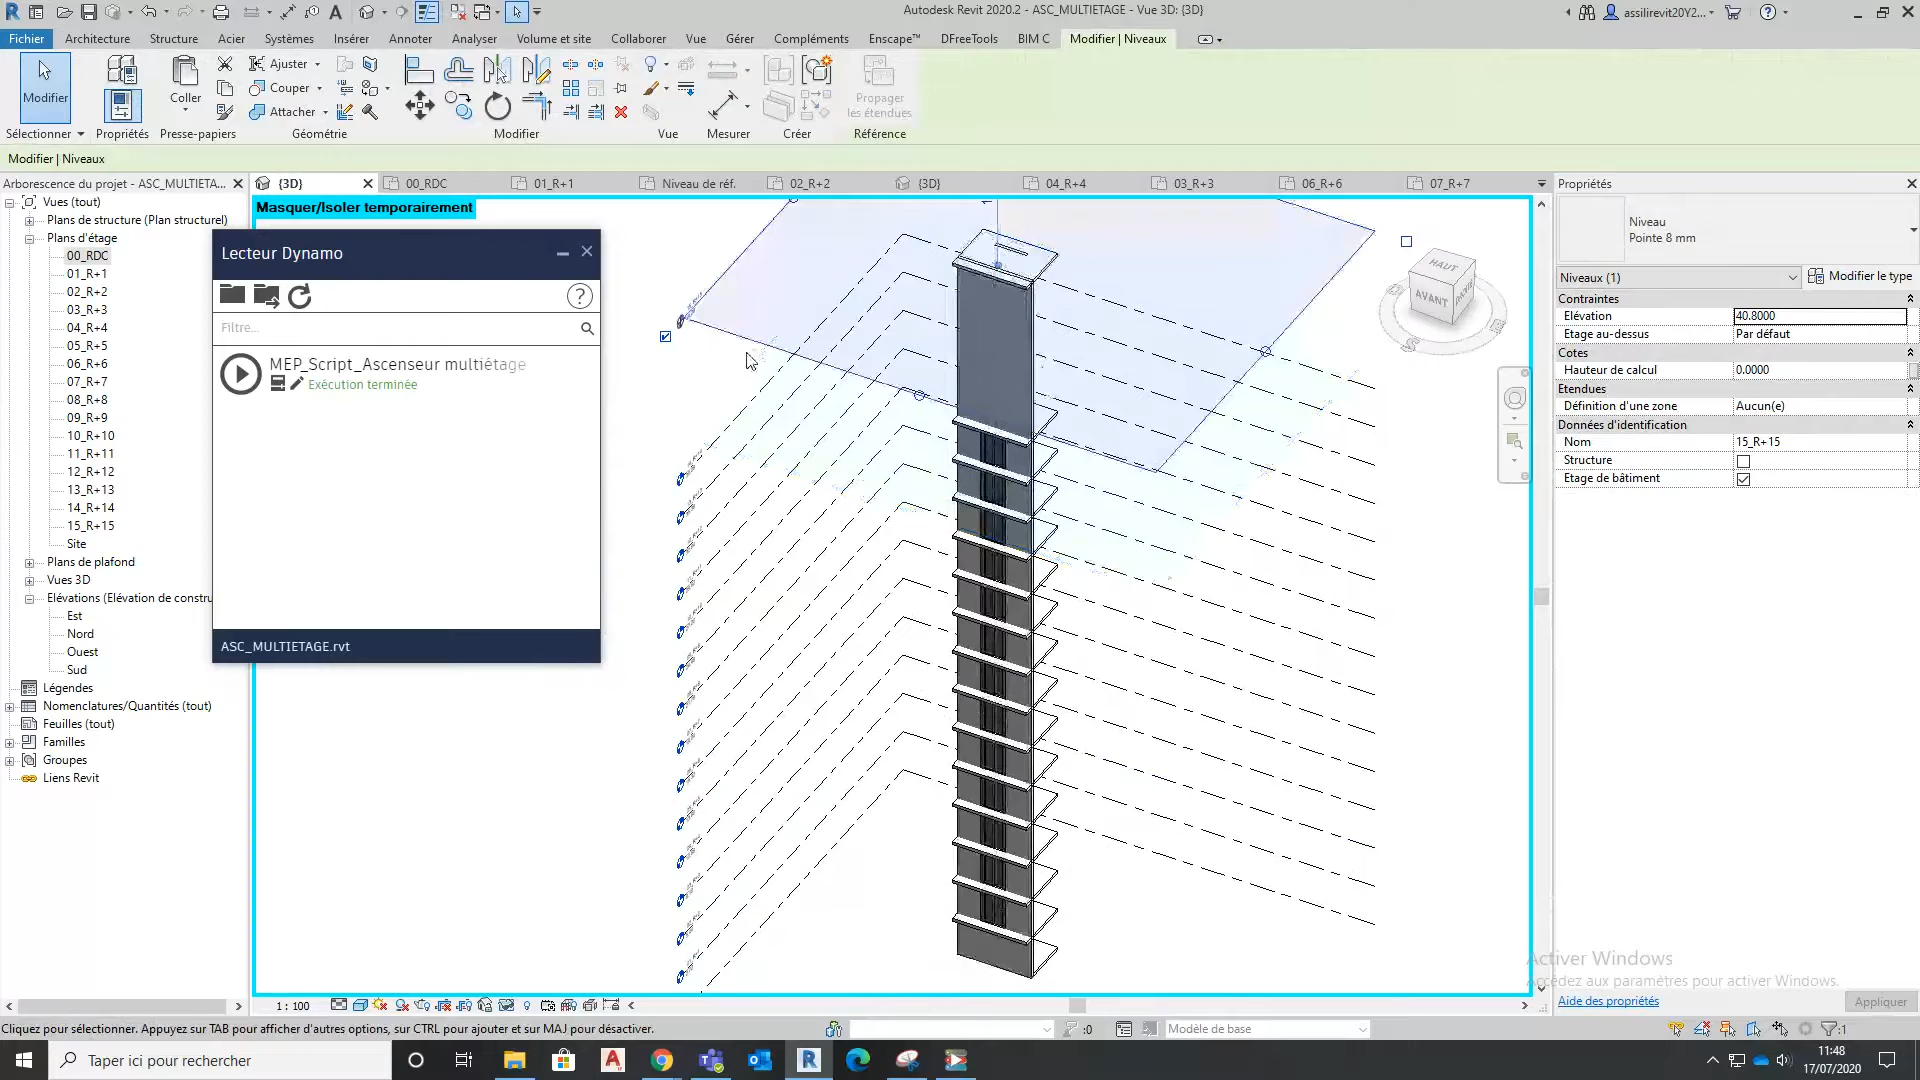 Autodesk Revit 2020.2 - ASC_MULTIETAGE - Vue 3D: {3D}
assilirevit20Y2...
Fichier
Architecture
Structure
Acier
Systèmes
Insérer
Annoter
Analyser
Volume et site
Collaborer
Vue
Gérer
Compléments
Enscape™
DFreeTools
BIM C
Modifier | Niveaux
Modifier
Coller
Ajuster
Couper
Attacher
Propager
les étendues
Sélectionner
Propriétés
Presse-papiers
Géométrie
Modifier
Vue
Mesurer
Créer
Référence
Modifier | Niveaux
Arborescence du projet - ASC_MULTIETA...
Vues (tout)
Plans de structure (Plan structurel)
Plans d'étage
00_RDC
01_R+1
02_R+2
03_R+3
04_R+4
05_R+5
06_R+6
07_R+7
08_R+8
09_R+9
10_R+10
11_R+11
12_R+12
13_R+13
14_R+14
15_R+15
Site
Plans de plafond
Vues 3D
Elévations (Elévation de constru
Est
Nord
Ouest
Sud
Légendes
Nomenclatures/Quantités (tout)
Feuilles (tout)
Familles
Groupes
Liens Revit
{3D}
00_RDC
01_R+1
Niveau de réf.
02_R+2
{3D}
04_R+4
03_R+3
06_R+6
07_R+7
Masquer/Isoler temporairement
Lecteur Dynamo
Filtre...
MEP_Script_Ascenseur multiétage
Exécution terminée
ASC_MULTIETAGE.rvt
HAUT
AVANT
Propriétés
Niveau
Pointe 8 mm
Niveaux (1)
Modifier le type
Contraintes
Elévation 40.8000
Etage au-dessus Par défaut
Cotes
Hauteur de calcul 0.0000
Etendues
Définition d'une zone Aucun(e)
Données d'identification
Nom 15_R+15
Structure
Etage de bâtiment
Activer Windows
Accédez aux paramètres pour activer Windows.
Aide des propriétés
Appliquer
1 : 100
Cliquez pour sélectionner. Appuyez sur TAB pour afficher d'autres options, sur CTRL pour ajouter et sur MAJ pour désactiver.
:0
Modèle de base
:1
Taper ici pour rechercher
11:48
17/07/2020